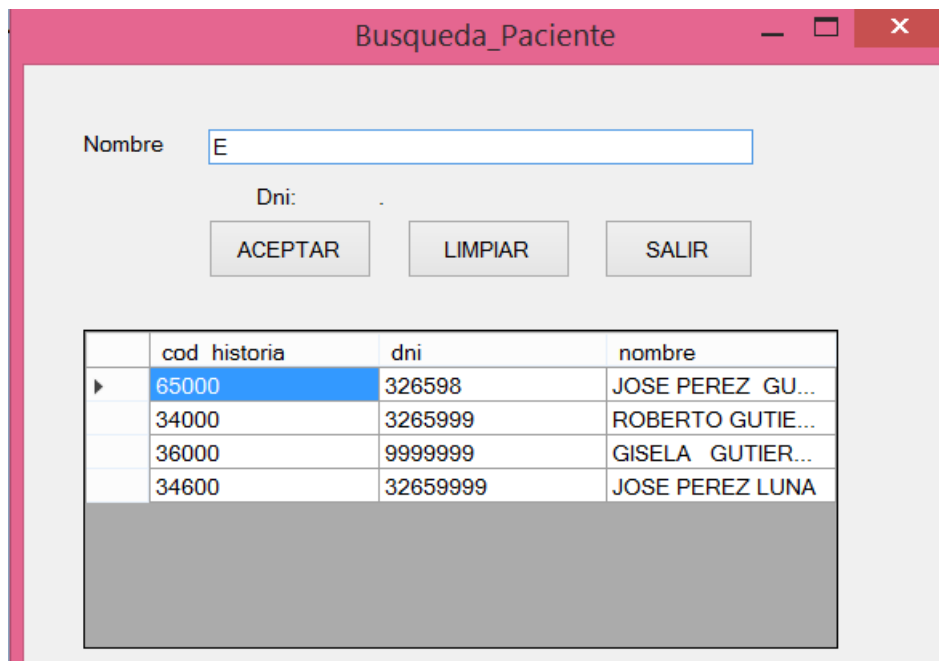 Busqueda_Paciente
Nombre E
Dni: .
ACEPTAR LIMPIAR SALIR
cod historia dni nombre
65000 326598 JOSE PEREZ GU...
34000 3265999 ROBERTO GUTIE...
36000 9999999 GISELA GUTIER...
34600 32659999 JOSE PEREZ LUNA